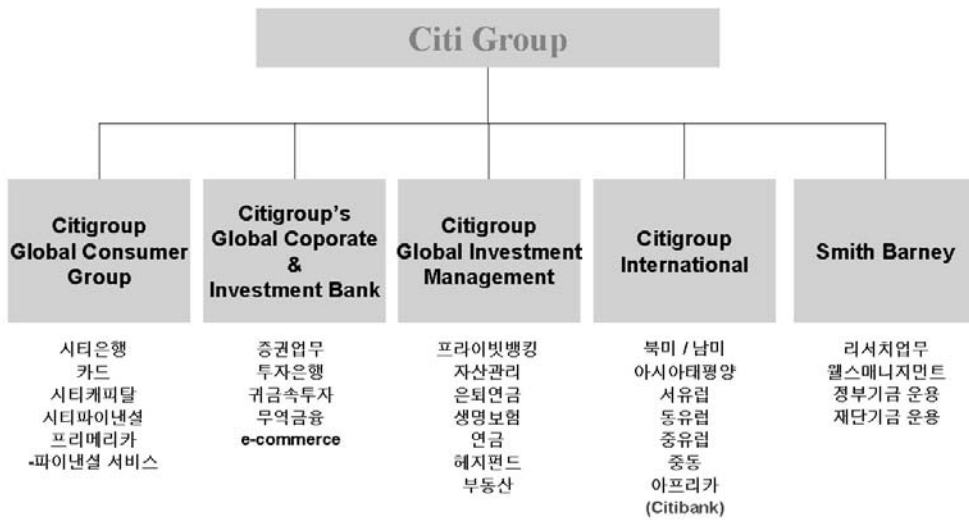 Citi Group
Citigroup
Global Consumer
Group
시티은행
카드
시티캐피탈
시티파이낸셜
프리메리카
-파이낸셜 서비스
Citigroup's
Global Coporate
&
Investment Bank
증권업무
투자은행
귀금속투자
무역금융
e-commerce
Citigroup
Global Investment
Management
프라이빗뱅킹
자산관리
은퇴연금
생명보험
연금
헤지펀드
부동산
Citigroup
International
북미 / 남미
아시아태평양
서유럽
동유럽
중유럽
중동
아프리카
(Citibank)
Smith Barney
리서치업무
웰스매니지먼트
정부기금 운용
재단기금 운용